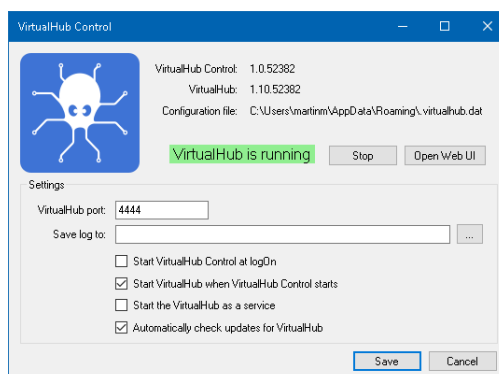 VirtualHub Control
VirtualHub Control: 1.0.52382
VirtualHub: 1.10.52382
Configuration file: C:\Users\martinm\AppData\Roaming\.virtualhub.dat
VirtualHub is running Stop Open Web UI
Settings
VirtualHub port: 4444
Save log to: ...
Start VirtualHub Control at logOn
Start VirtualHub when VirtualHub Control starts
Start the VirtualHub as a service
Automatically check updates for VirtualHub
Save Cancel